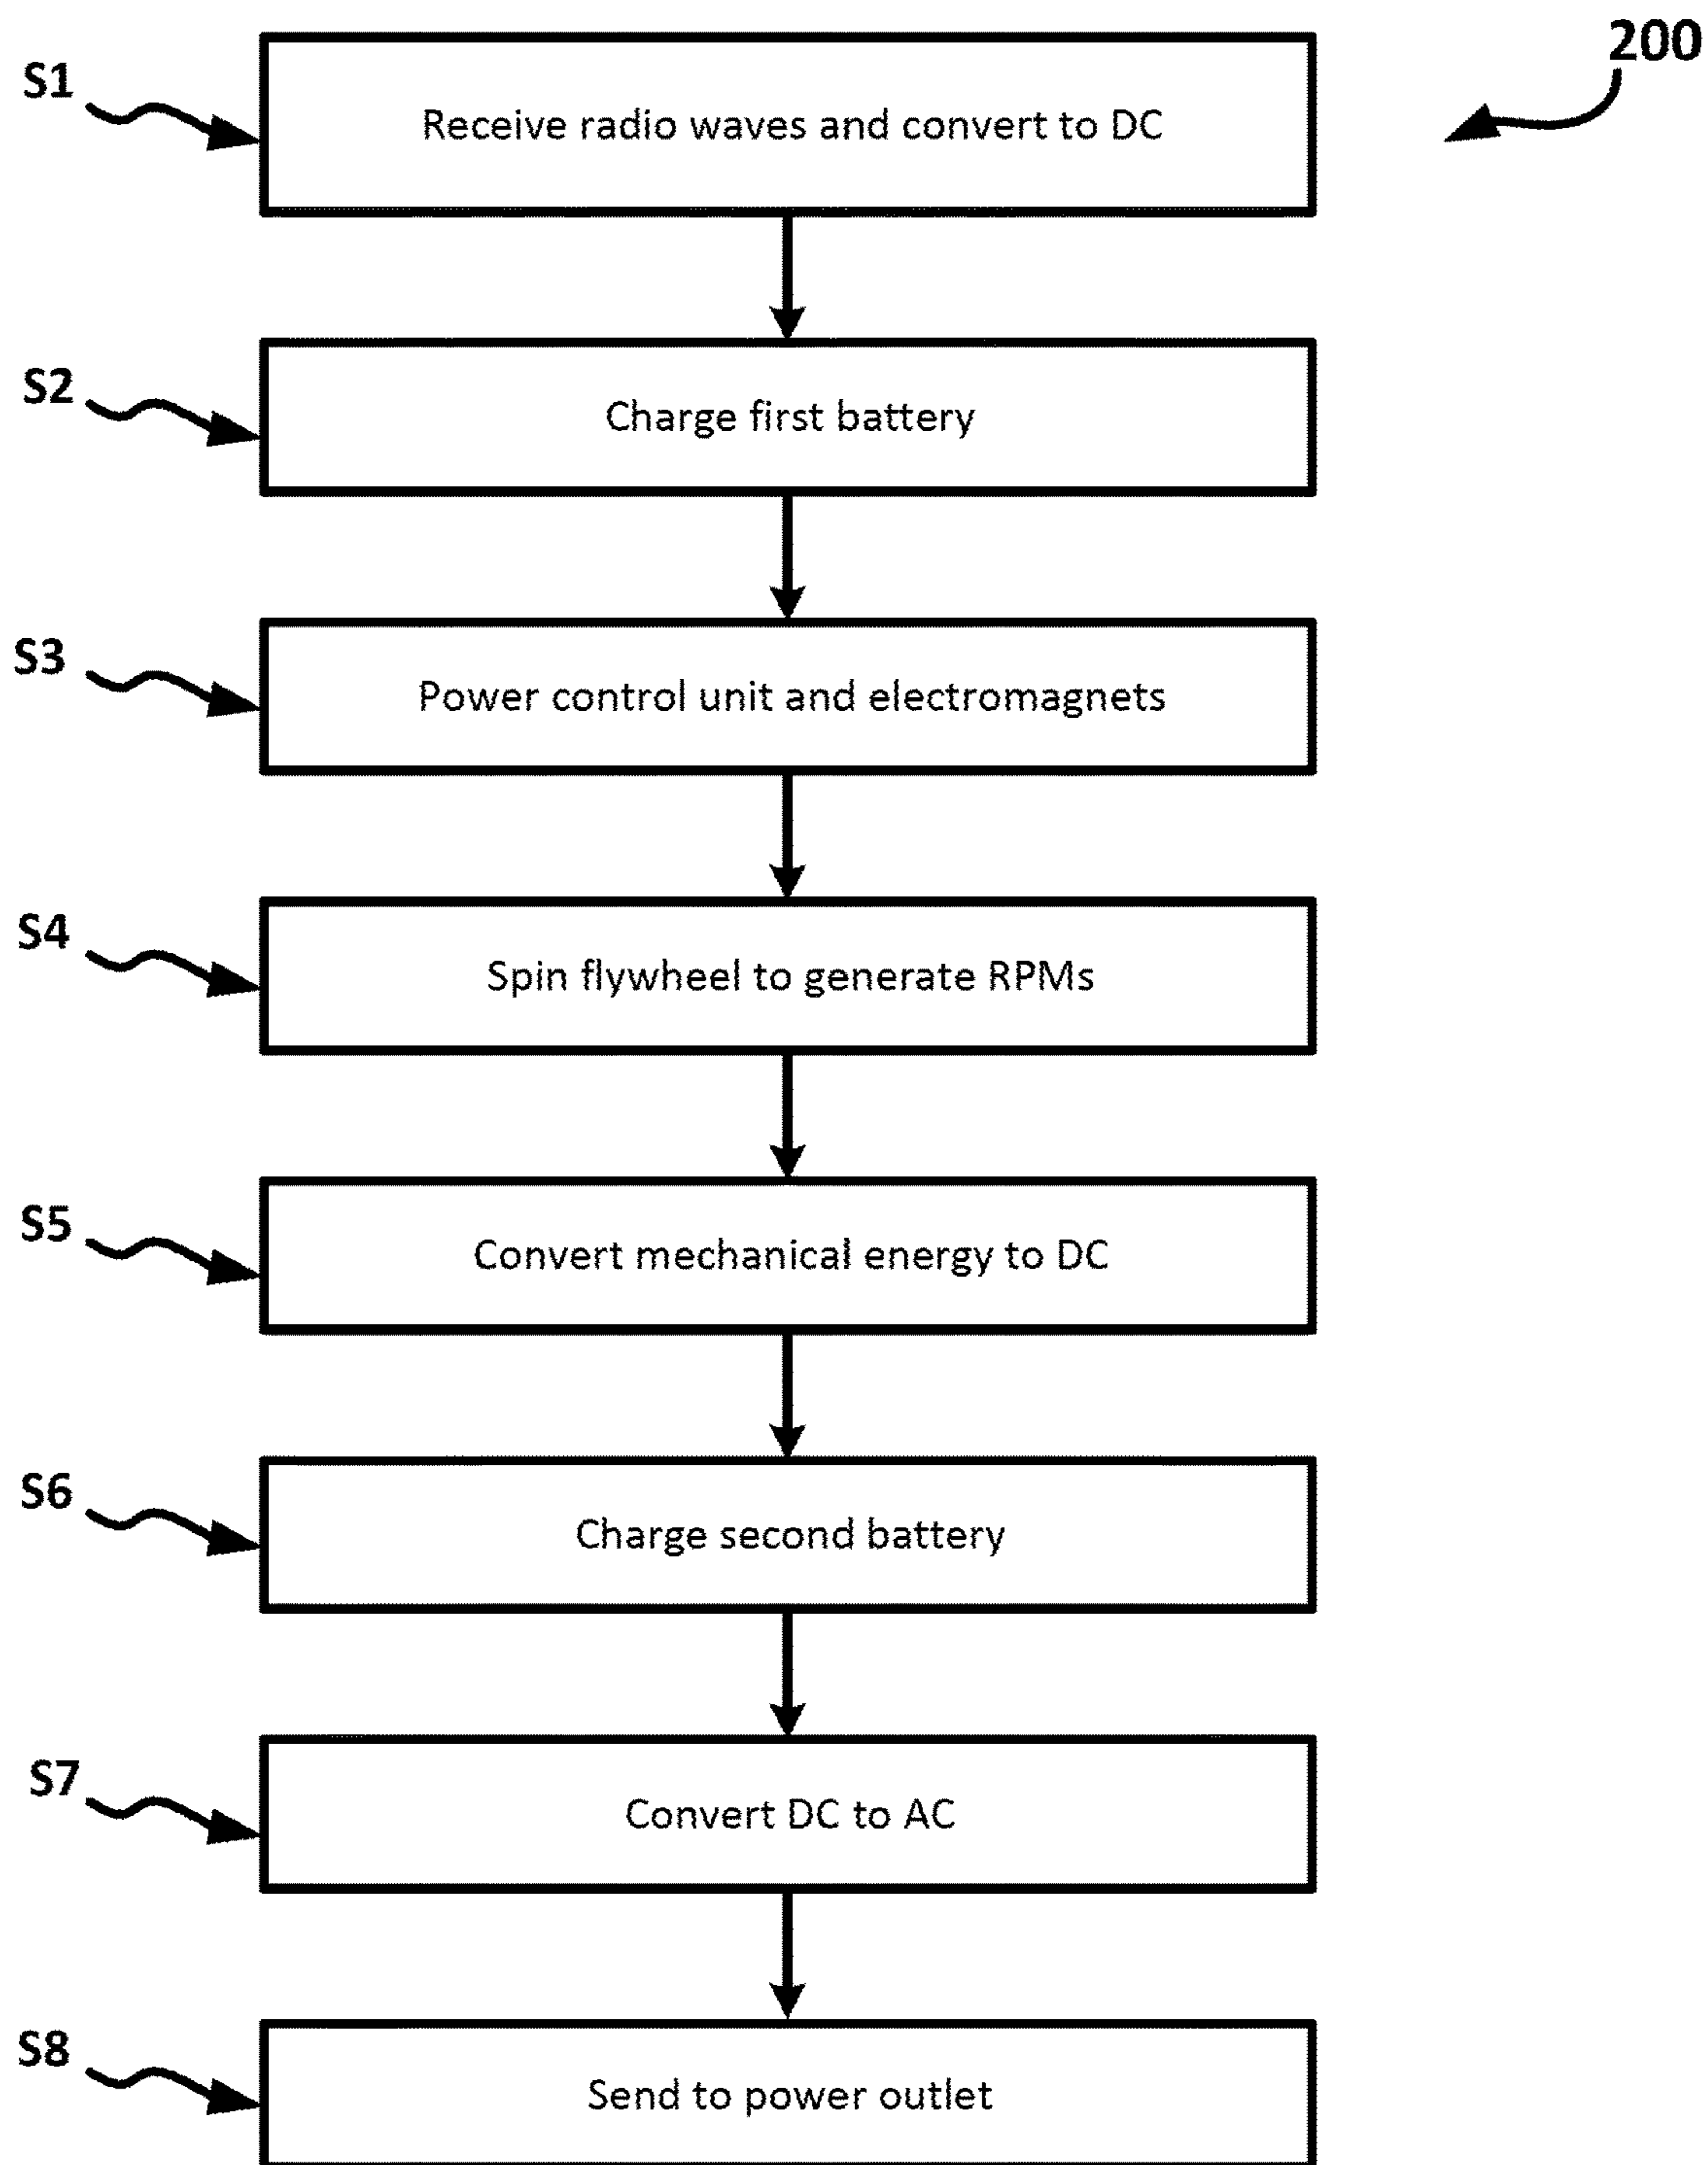 200
S1
Receive radio waves and convert to DC
S2
Charge first battery
S3
Power control unit and electromagnets
S4
Spin flywheel to generate RPMs
S5
Convert mechanical energy to DC
S6
Charge second battery
S7
Convert DC to AC
S8
Send to power outlet